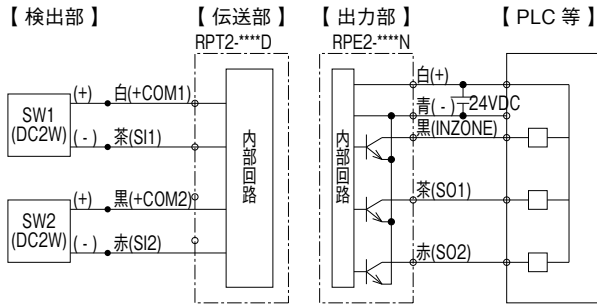 【 検出部 】 【 伝送部 】 【 出力部 】 【 PLC 等 】
RPT2-****D RPE2-****N
SW1
(DC2W)
(+) 白(+COM1)
(-) 茶(SI1)
SW2
(DC2W)
(+) 黒(+COM2)
(-) 赤(SI2)
内部回路
内部回路
白(+)
青(-) 24VDC
黒(INZONE)
茶(SO1)
赤(SO2)